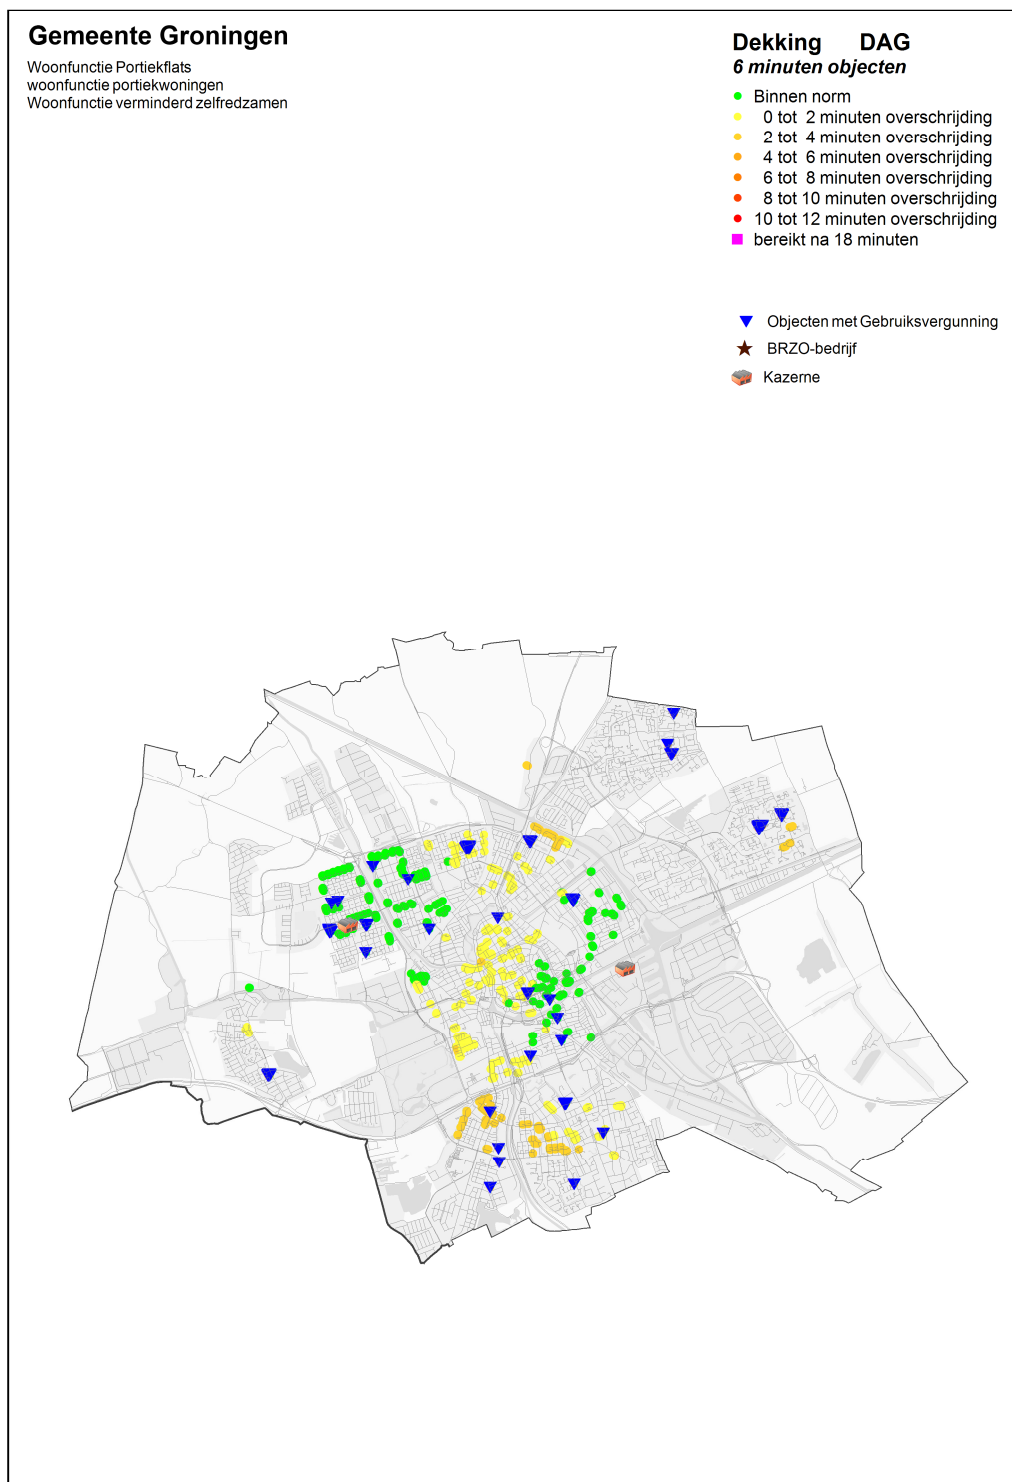 Gemeente Groningen
Woonfunctie Portiekflats
woonfunctie portiekwoningen
Woonfunctie verminderd zelfredzamen
Dekking DAG
6 minuten objecten
Binnen norm
0 tot 2 minuten overschrijding
2 tot 4 minuten overschrijding
4 tot 6 minuten overschrijding
6 tot 8 minuten overschrijding
8 tot 10 minuten overschrijding
10 tot 12 minuten overschrijding
bereikt na 18 minuten
Objecten met Gebruiksvergunning
BRZO-bedrijf
Kazerne